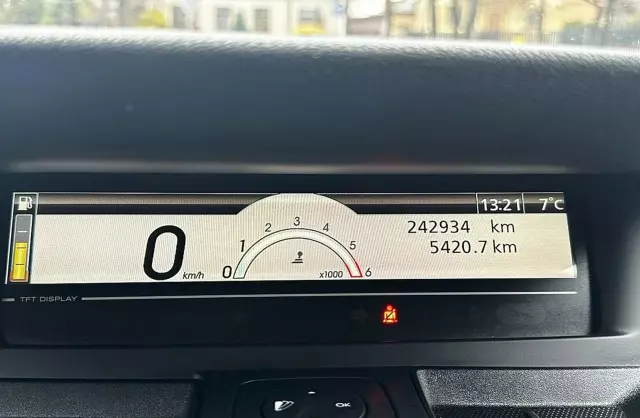 13:21 7°C
242934 km
5420.7 km
0 km/h
0 1 2 3 4 5 6
x1000
TFT DISPLAY
OK